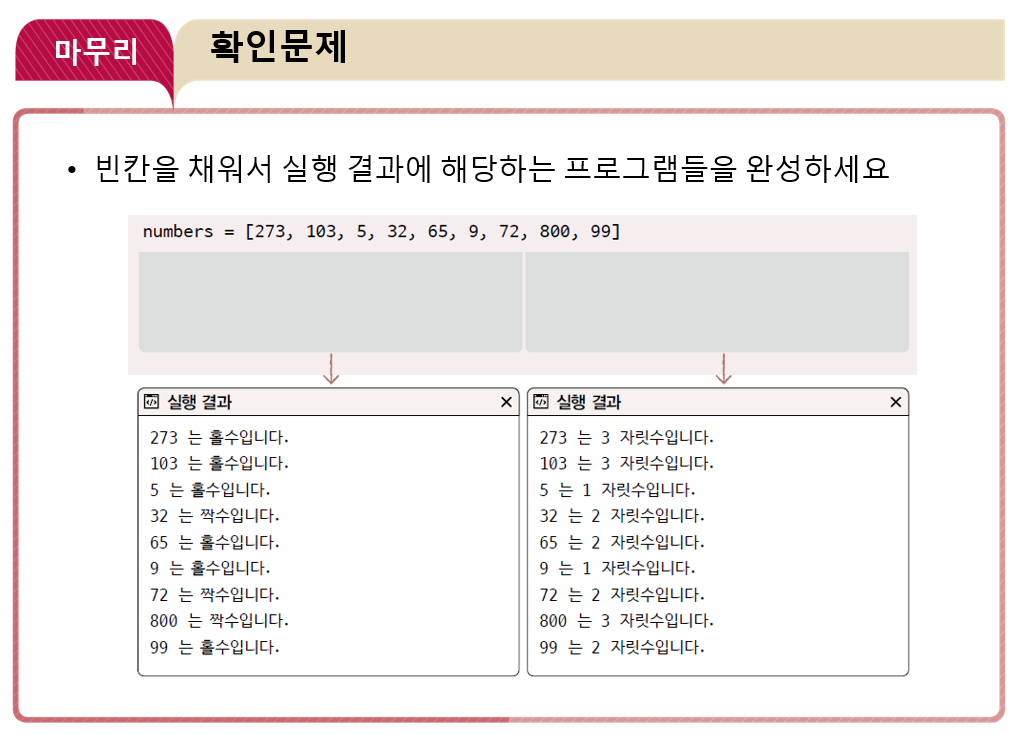 마무리
확인문제
• 빈칸을 채워서 실행 결과에 해당하는 프로그램들을 완성하세요
numbers = [273, 103, 5, 32, 65, 9, 72, 800, 99]
실행 결과
273 는 홀수입니다.
103 는 홀수입니다.
5 는 홀수입니다.
32 는 짝수입니다.
65 는 홀수입니다.
9 는 홀수입니다.
72 는 짝수입니다.
800 는 짝수입니다.
99 는 홀수입니다.
실행 결과
273 는 3 자릿수입니다.
103 는 3 자릿수입니다.
5 는 1 자릿수입니다.
32 는 2 자릿수입니다.
65 는 2 자릿수입니다.
9 는 1 자릿수입니다.
72 는 2 자릿수입니다.
800 는 3 자릿수입니다.
99 는 2 자릿수입니다.